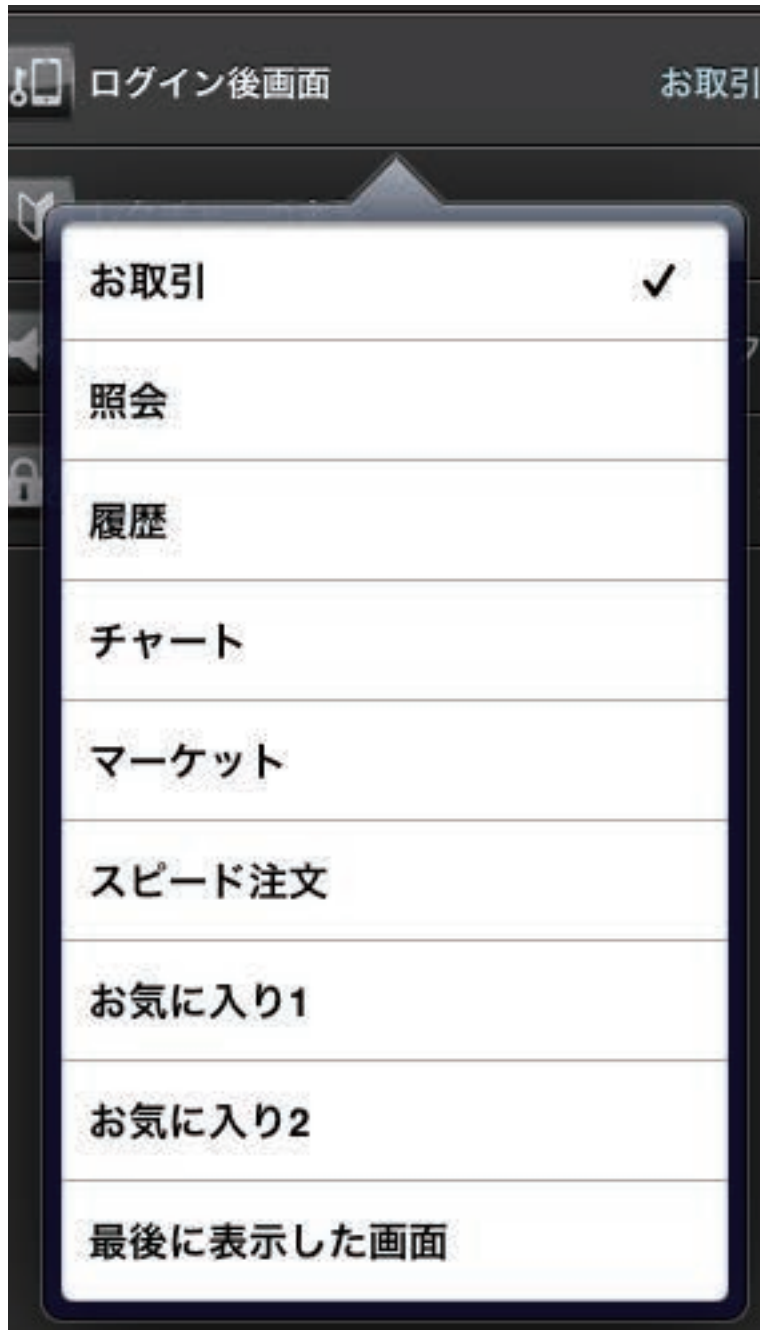 ログイン後画面 お取引
お取引
照会
履歴
チャート
マーケット
スピード注文
お気に入り1
お気に入り2
最後に表示した画面